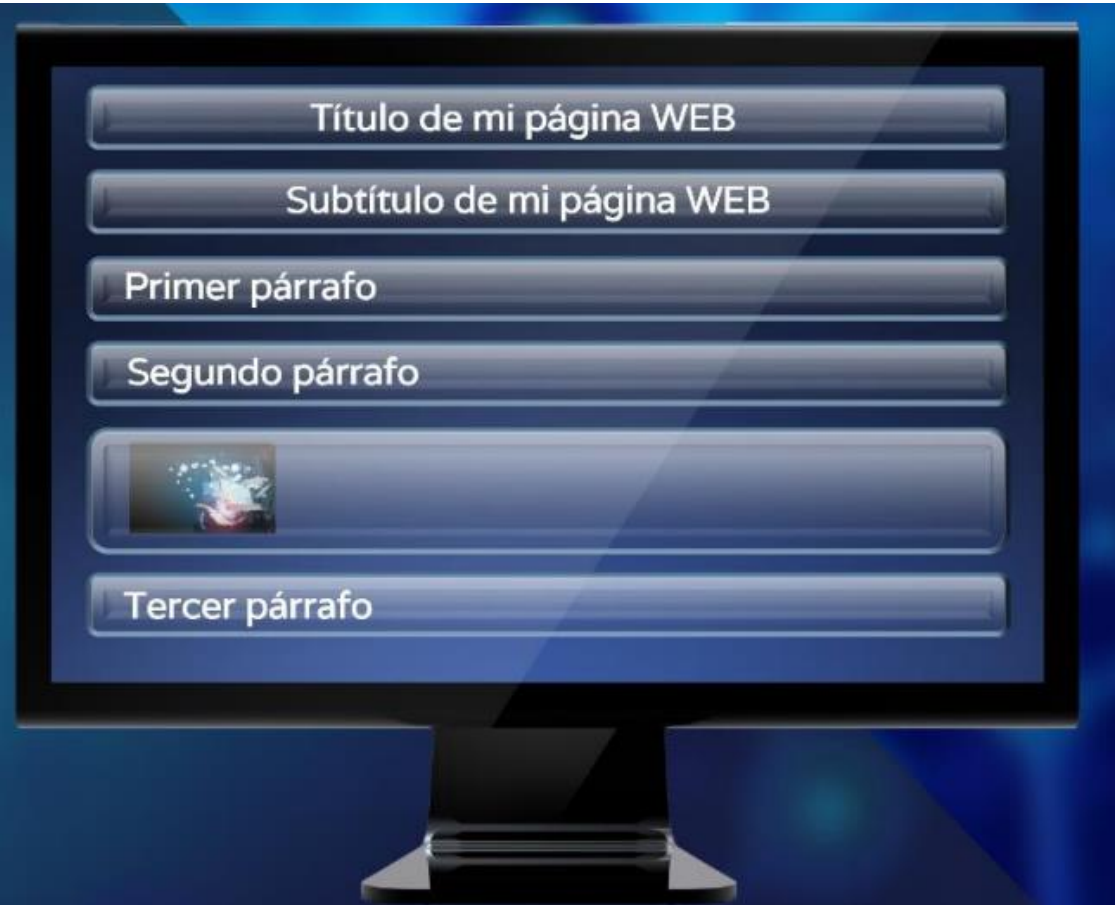 Título de mi página WEB
Subtítulo de mi página WEB
Primer párrafo
Segundo párrafo
Tercer párrafo